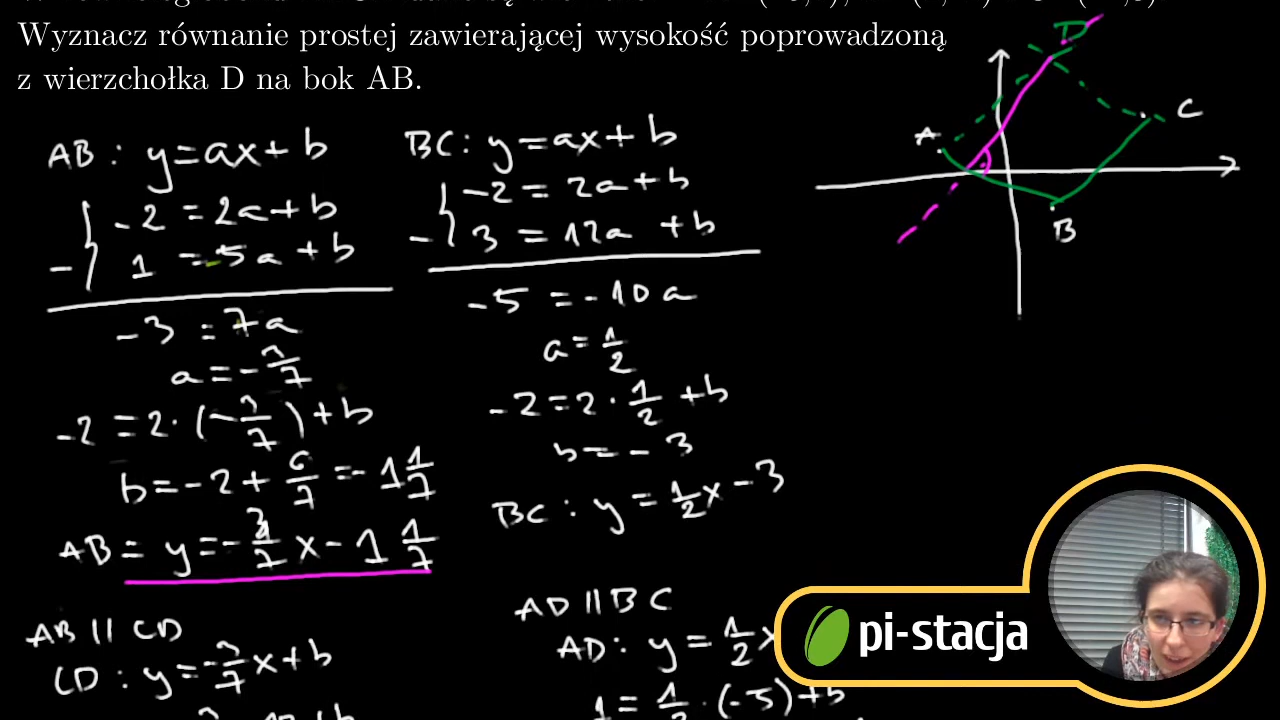 Wyznacz równanie prostej zawierającej wysokość poprowadzoną
z wierzchołka D na bok AB.
AB : y=ax+b
-2 = 2a+b
- 1 = -5a+b
-3 = 7a
a = -3/7
-2 = 2·(-3/7)+b
b=-2+6/7=-1 1/7
AB= y=-3/7 x-1 1/7
AB || CD
CD : y=-3/7 x+b
BC: y=ax+b
-2 = 2a+b
- 3 = 12a +b
-5 = -10a
a=1/2
-2=2·1/2+b
b=-3
BC : y=1/2x-3
AD || BC
AD: y=1/2x
1=1/2·(-5)+b
D
A
C
B
pi-stacja